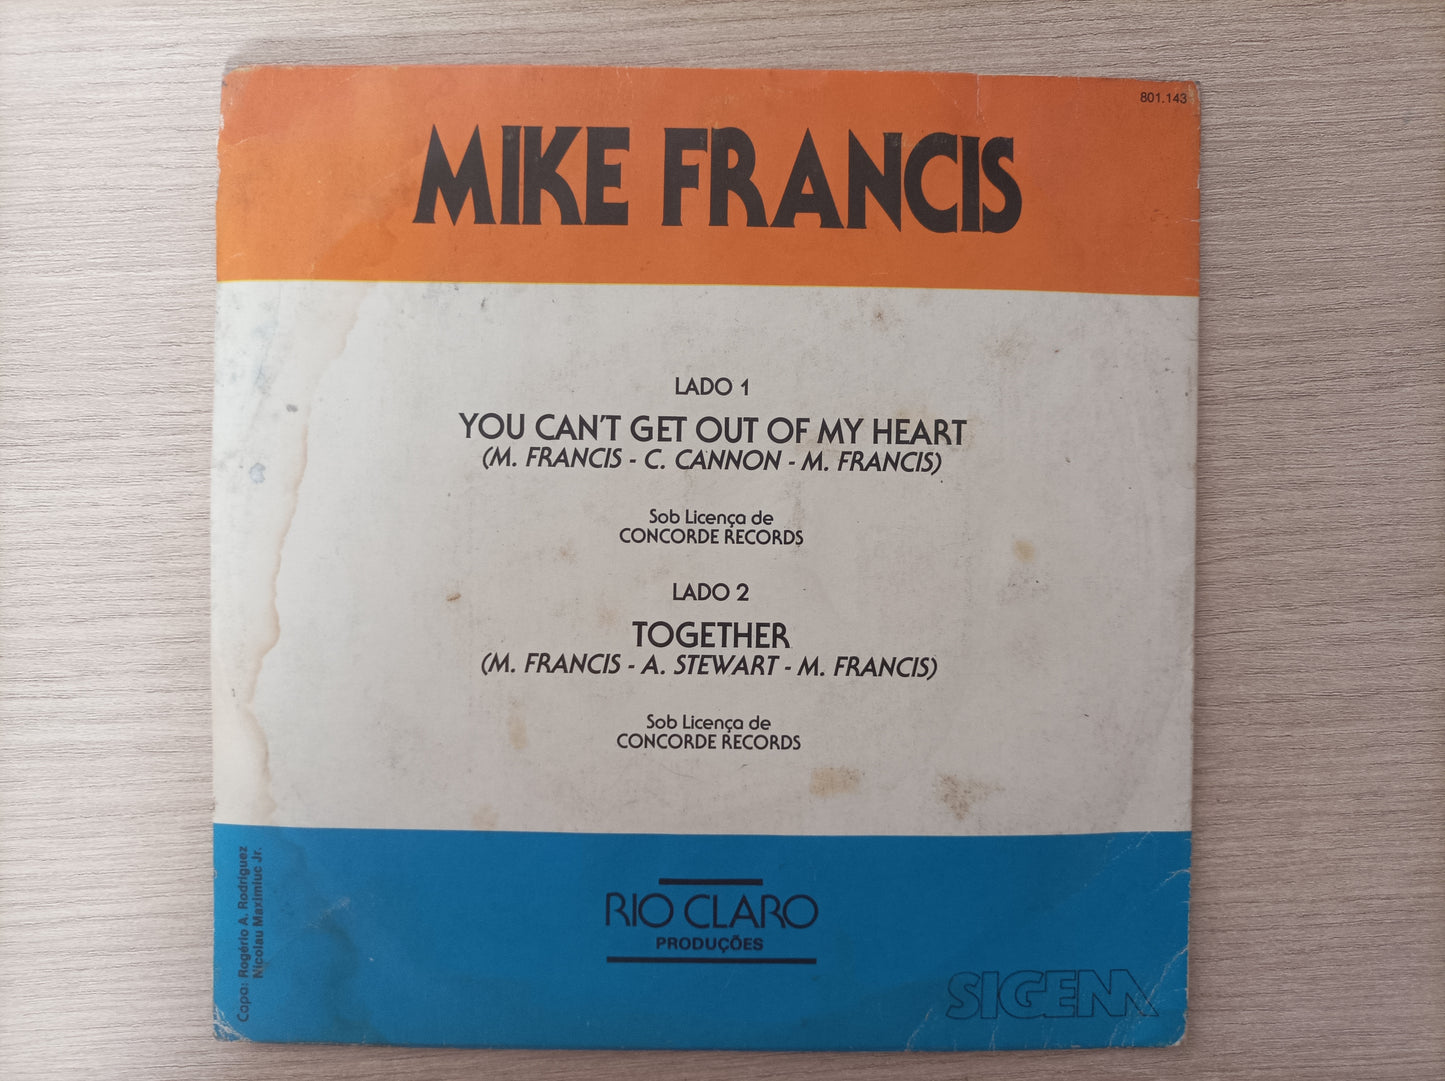 801.143
MIKE FRANCIS
LADO 1
YOU CAN'T GET OUT OF MY HEART
(M. FRANCIS - C. CANNON - M. FRANCIS)
Sob Licença de
CONCORDE RECORDS
LADO 2
TOGETHER
(M. FRANCIS - A. STEWART - M. FRANCIS)
Sob Licença de
CONCORDE RECORDS
Capa: Rogério A. Rodriguez
Nicolau Maximiuc Jr.
RIO CLARO
PRODUÇÕES
SIGEM